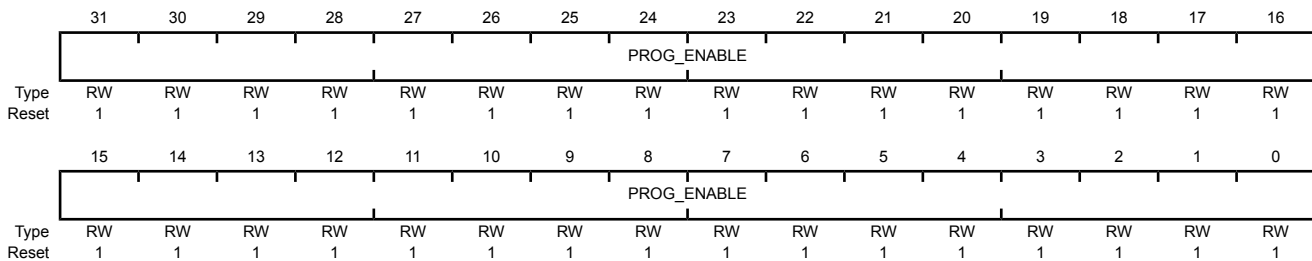 31 30 29 28 27 26 25 24 23 22 21 20 19 18 17 16
PROG_ENABLE
Type RW RW RW RW RW RW RW RW RW RW RW RW RW RW RW RW
Reset 1 1 1 1 1 1 1 1 1 1 1 1 1 1 1 1
15 14 13 12 11 10 9 8 7 6 5 4 3 2 1 0
PROG_ENABLE
Type RW RW RW RW RW RW RW RW RW RW RW RW RW RW RW RW
Reset 1 1 1 1 1 1 1 1 1 1 1 1 1 1 1 1